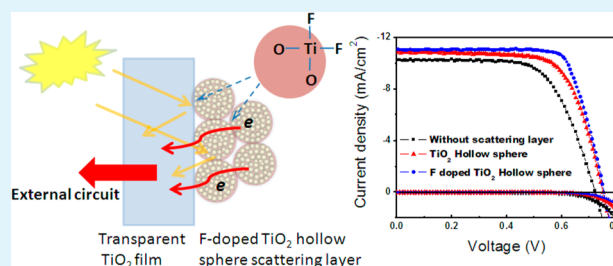 F
O
Ti
F
O
e
e
External circuit
Transparent
TiO₂ film
F-doped TiO₂ hollow
sphere scattering layer
Current density (mA/cm²)
-12
-8
-4
0
Without scattering layer
TiO₂ Hollow sphere
F doped TiO₂ Hollow sphere
0.0
0.2
0.4
0.6
0.8
Voltage (V)